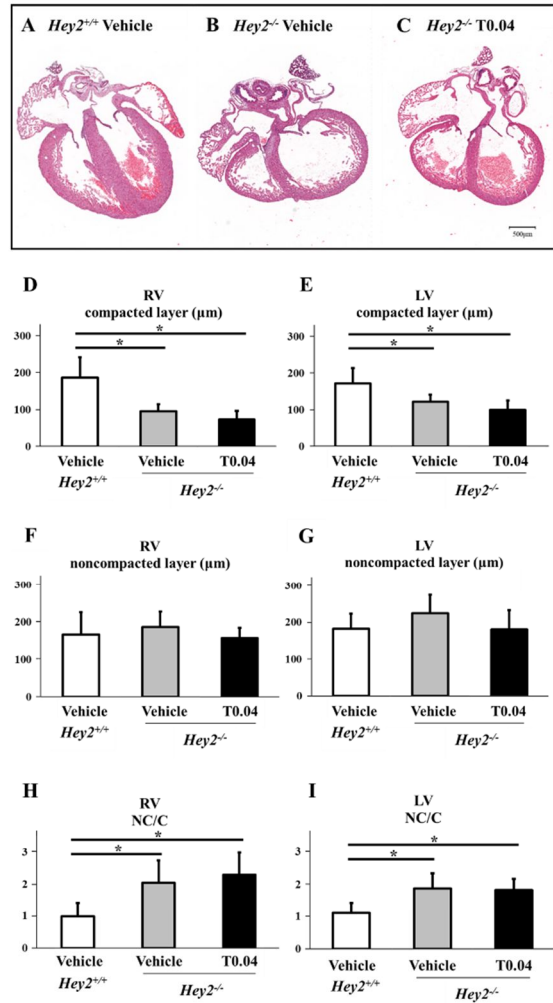 A Hey2+/+ Vehicle B Hey2-/- Vehicle C Hey2-/- T0.04
500μm
D
RV
compacted layer (μm)
*
*
300
200
100
0
Vehicle Vehicle T0.04
Hey2+/+ Hey2-/-
E
LV
compacted layer (μm)
*
*
300
200
100
0
Vehicle Vehicle T0.04
Hey2+/+ Hey2-/-
F
RV
noncompacted layer (μm)
300
200
100
0
Vehicle Vehicle T0.04
Hey2+/+ Hey2-/-
G
LV
noncompacted layer (μm)
300
200
100
0
Vehicle Vehicle T0.04
Hey2+/+ Hey2-/-
H
RV
NC/C
*
*
3
2
1
0
Vehicle Vehicle T0.04
Hey2+/+ Hey2-/-
I
LV
NC/C
*
*
3
2
1
0
Vehicle Vehicle T0.04
Hey2+/+ Hey2-/-